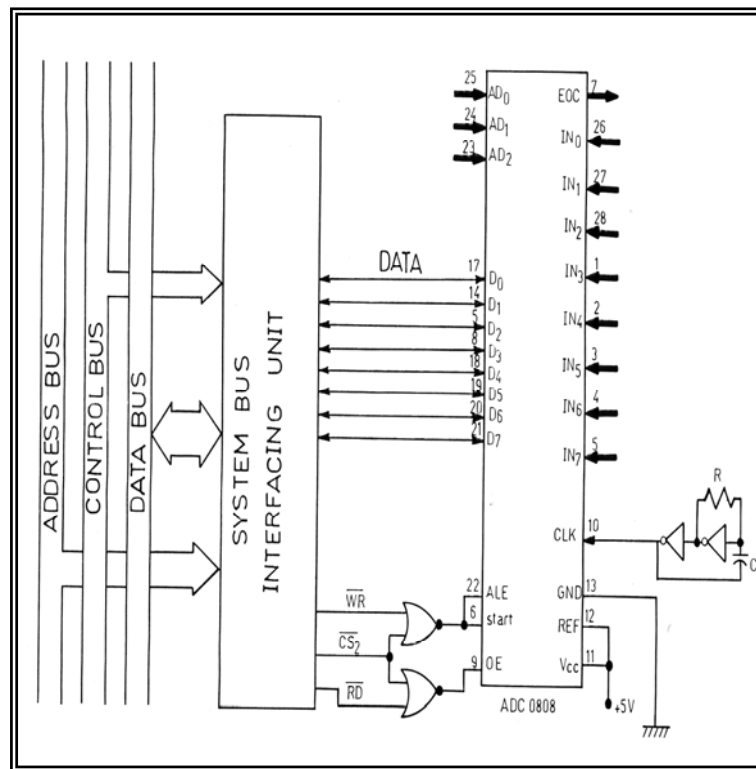 ADDRESS BUS
CONTROL BUS
DATA BUS
SYSTEM BUS
INTERFACING UNIT
DATA
WR
CS2
RD
25 AD0
24 AD1
23 AD2
17 D0
14 D1
5 D2
8 D3
18 D4
19 D5
20 D6
21 D7
22 ALE
6 start
9 OE
EOC 7
IN0 26
IN1 27
IN2 28
IN3 1
IN4 2
IN5 3
IN6 4
IN7 5
CLK 10
GND 13
REF 12
Vcc 11
R
C
+5V
ADC 0808